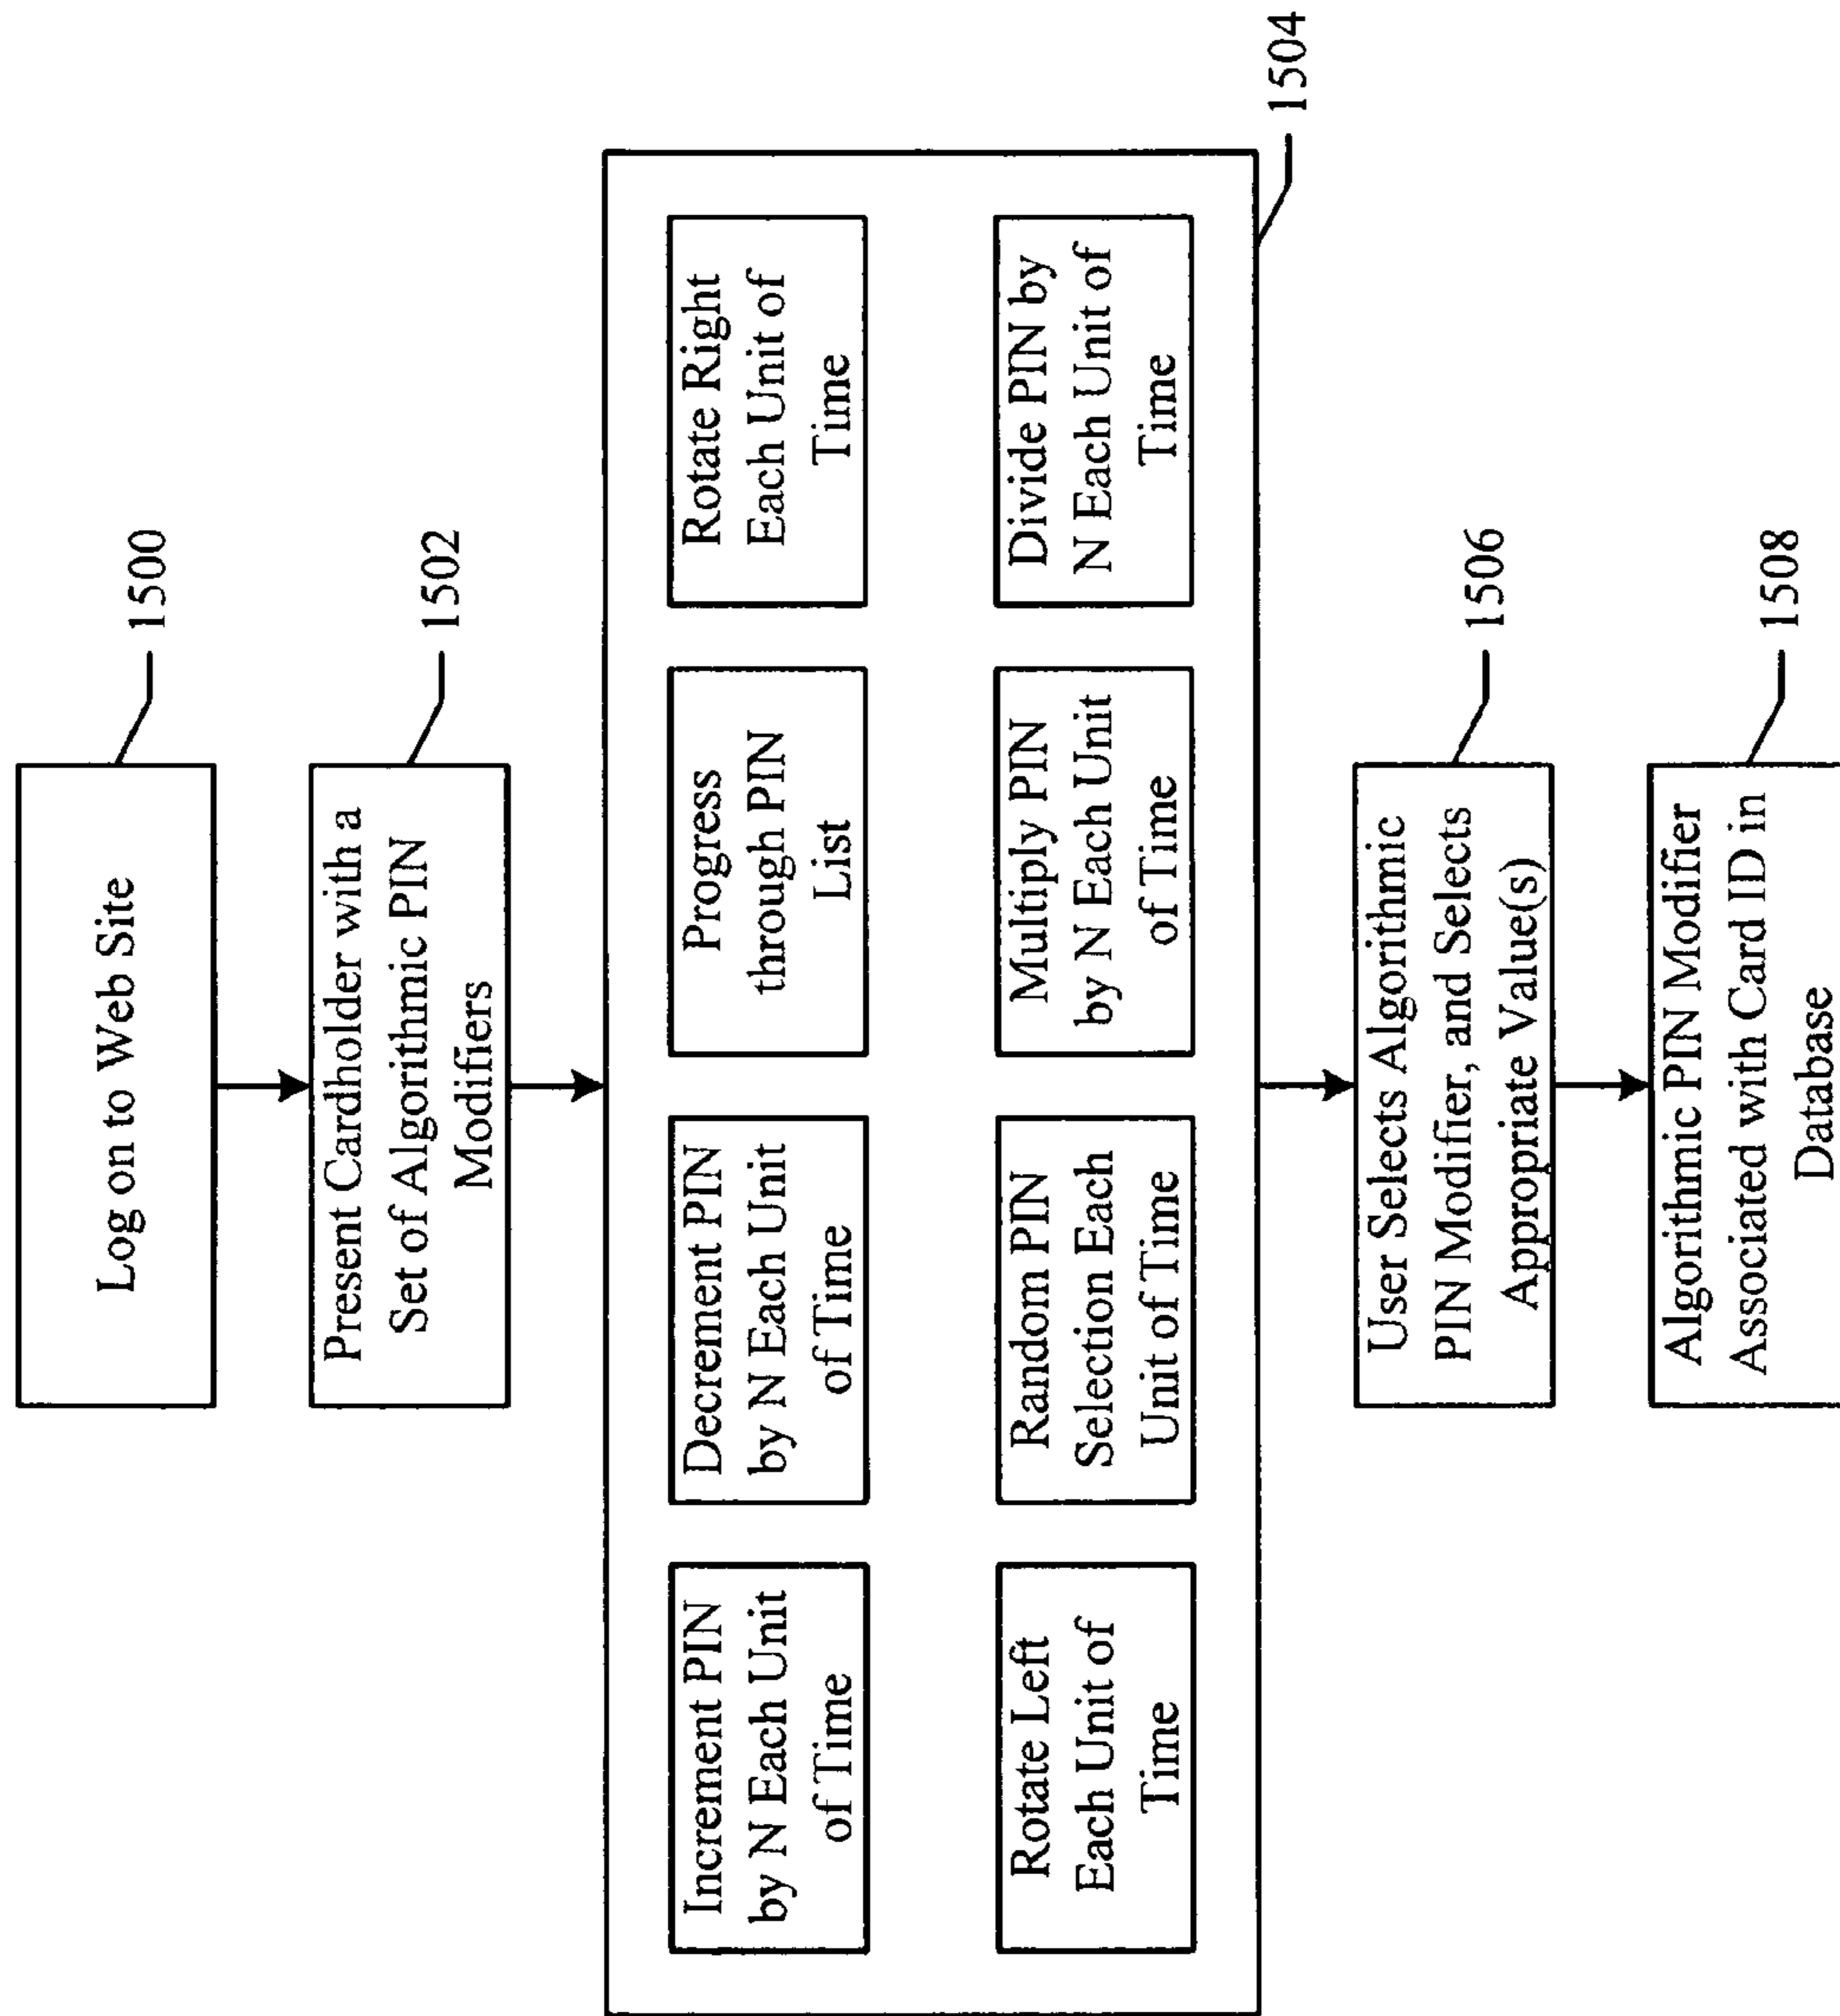 Log on to Web Site
1500
Present Cardholder with a
Set of Algorithmic PIN
Modifiers
1502
Increment PIN
by N Each Unit
of Time
Decrement PIN
by N Each Unit
of Time
Progress
through PIN
List
Rotate Right
Each Unit of
Time
Rotate Left
Each Unit of
Time
Random PIN
Selection Each
Unit of Time
Multiply PIN
by N Each Unit
of Time
Divide PIN by
N Each Unit of
Time
1504
User Selects Algorithmic
PIN Modifier, and Selects
Appropriate Value(s)
1506
Algorithmic PIN Modifier
Associated with Card ID in
Database
1508